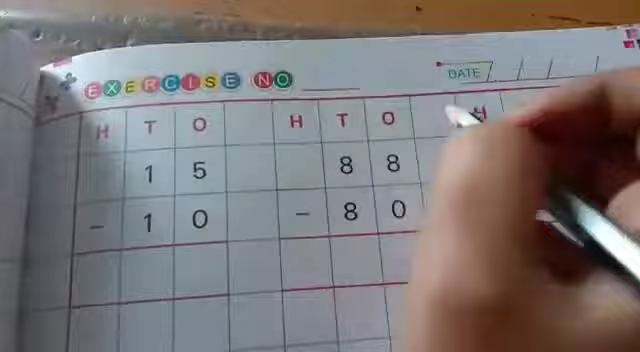 EXERCISE NO
DATE
H T O H T O H
1 5 8 8
- 1 0 - 8 0